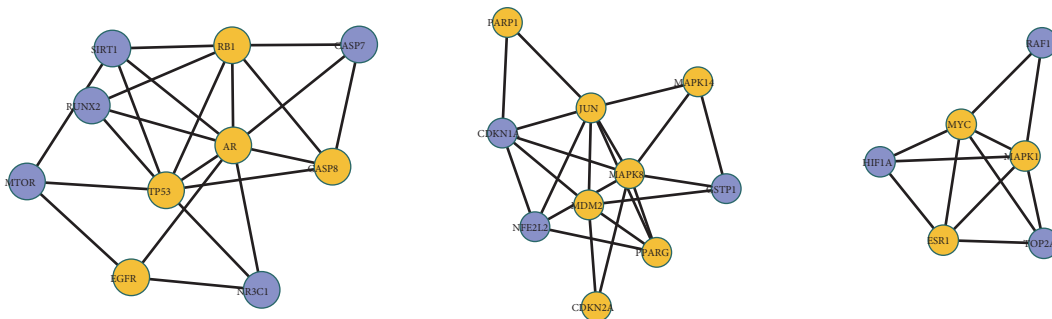 SIRT1
RB1
CASP7
RUNX2
AR
CASP8
MTOR
TP53
EGFR
NR3C1
PARP1
MAPK14
JUN
CDKN1A
MAPK8
GSTP1
MDM2
NFE2L2
PPARG
CDKN2A
RAF1
MYC
MAPK1
HIF1A
ESR1
TOP2A